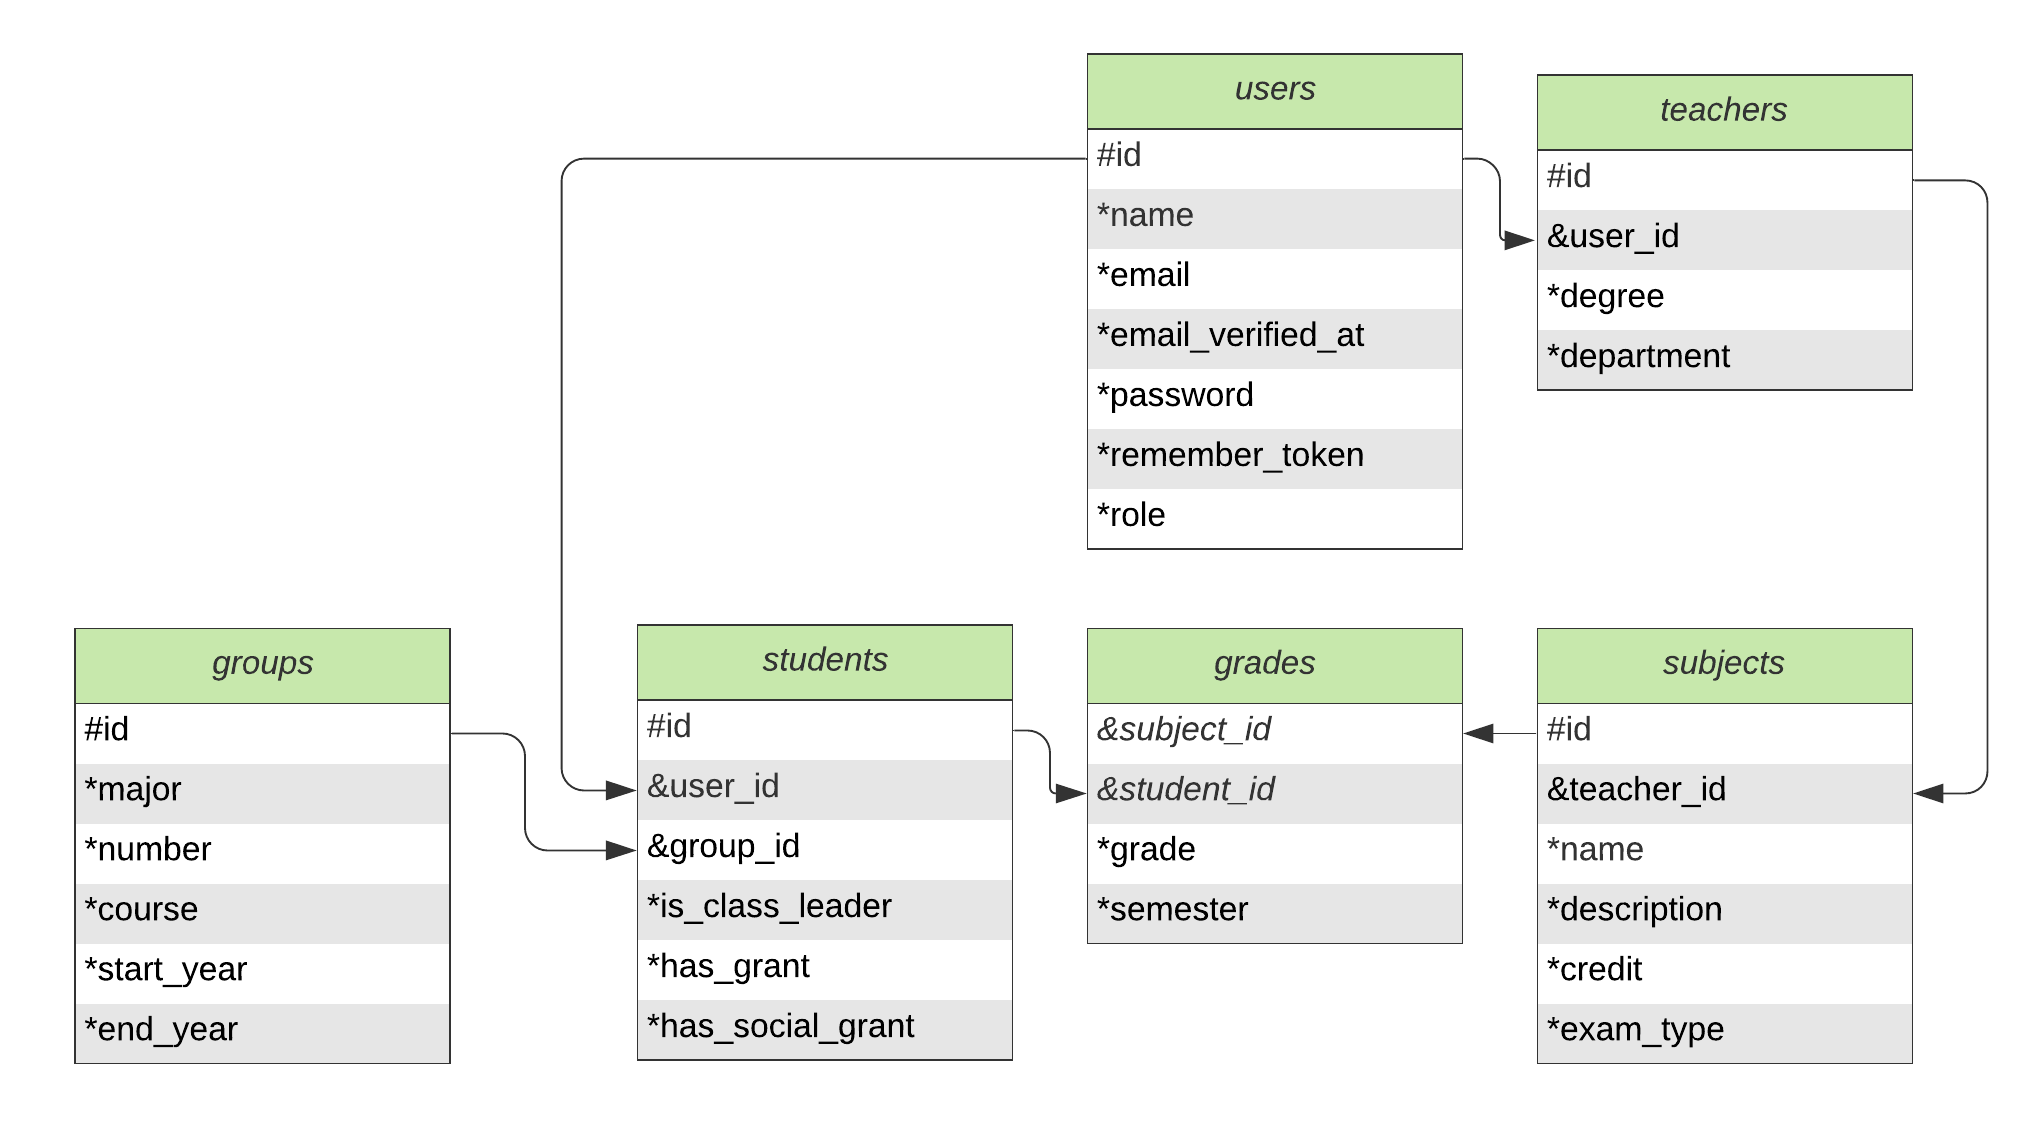 users
#id
*name
*email
*email_verified_at
*password
*remember_token
*role
teachers
#id
&user_id
*degree
*department
groups
#id
*major
*number
*course
*start_year
*end_year
students
#id
&user_id
&group_id
*is_class_leader
*has_grant
*has_social_grant
grades
&subject_id
&student_id
*grade
*semester
subjects
#id
&teacher_id
*name
*description
*credit
*exam_type